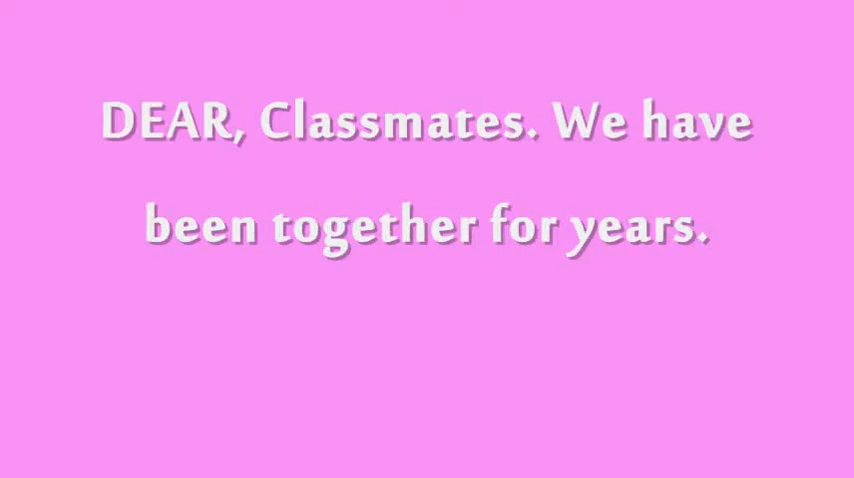 DEAR, Classmates. We have
been together for years.